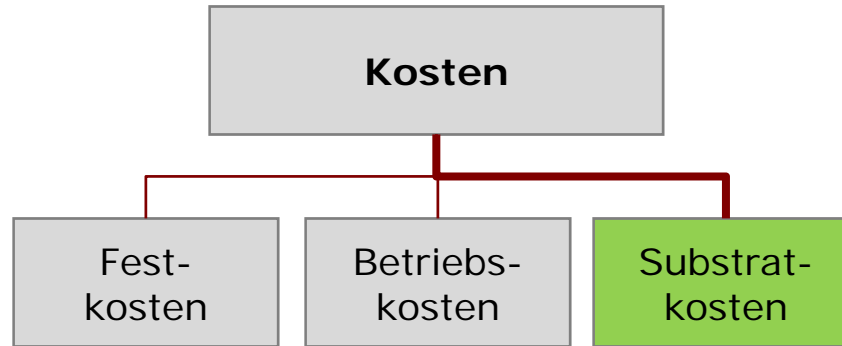 Kosten
Fest-
kosten
Betriebs-
kosten
Substrat-
kosten